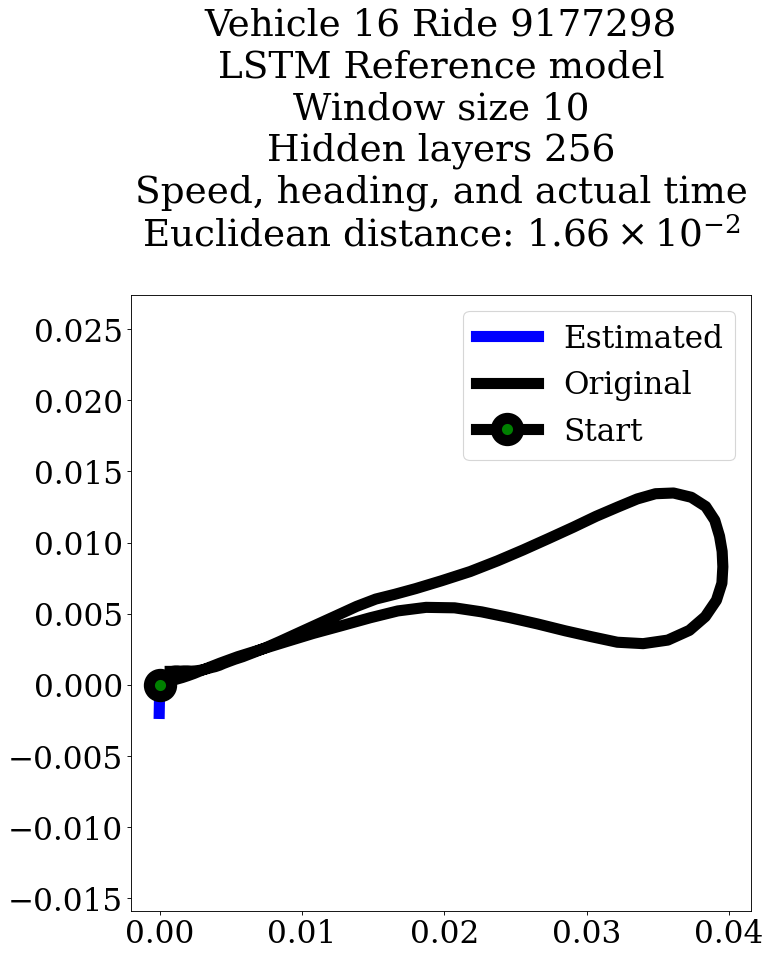 Vehicle 16 Ride 9177298
LSTM Reference model
Window size 10
Hidden layers 256
Speed, heading, and actual time
Euclidean distance: 1.66 × 10⁻²
Estimated
Original
Start
0.025
0.020
0.015
0.010
0.005
0.000
−0.005
−0.010
−0.015
0.00 0.01 0.02 0.03 0.04